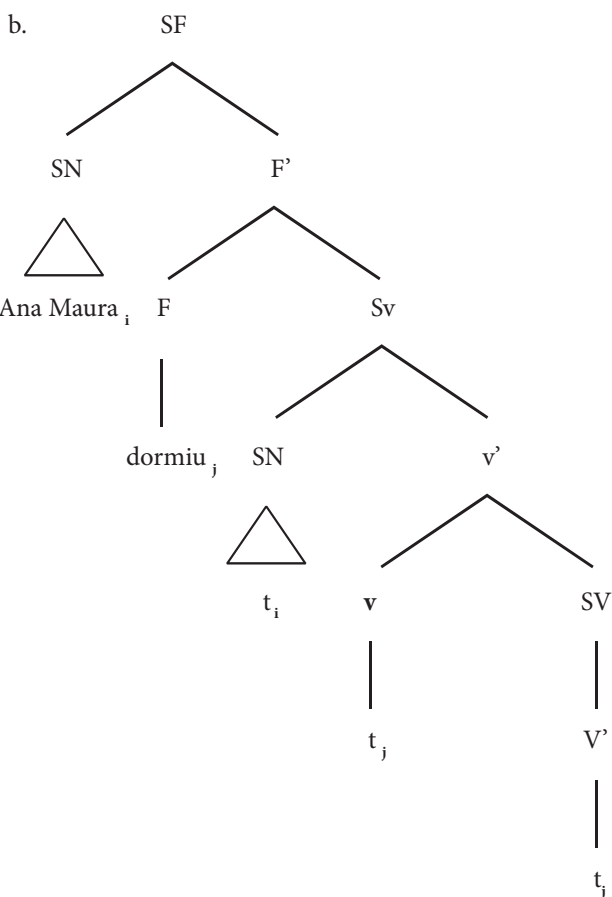 b. SF
SN F’
Ana Maura i F Sv
dormiu j SN v’
t i v SV
t j V’
t j